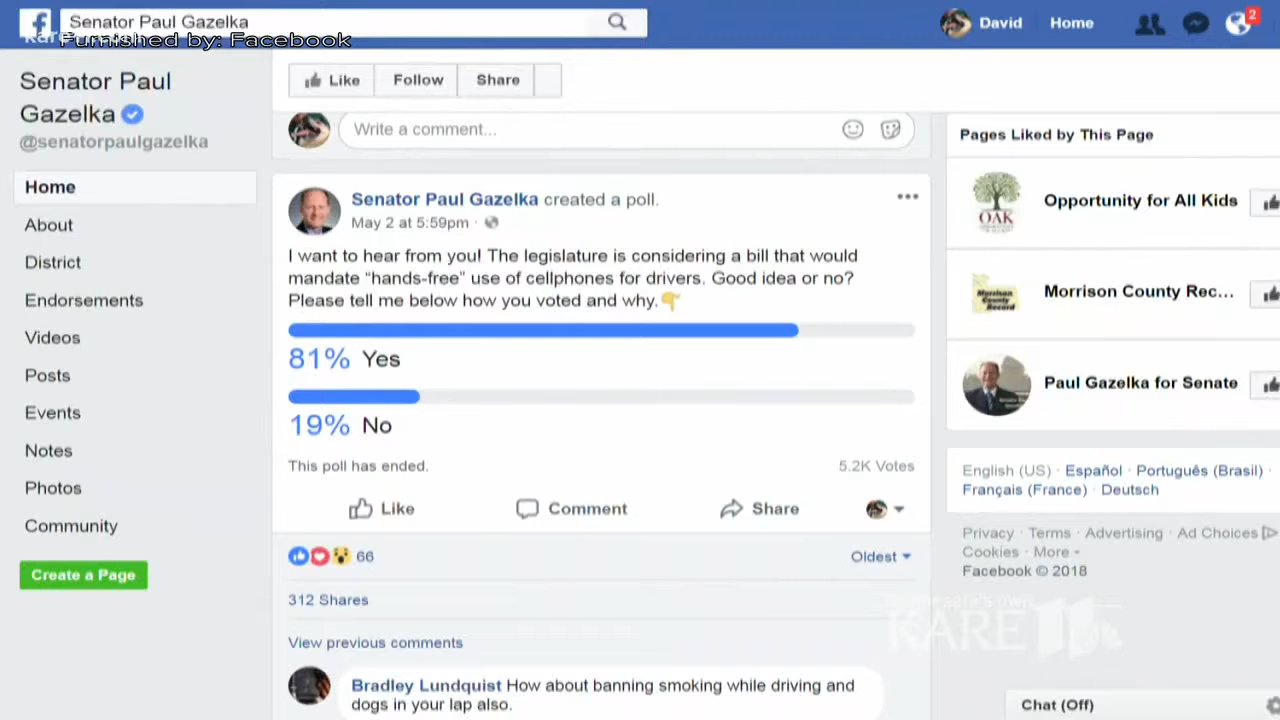 Senator Paul Gazelka
Furnished by: Facebook
David
Home
2
Senator Paul
Gazelka
@senatorpaulgazelka
Home
About
District
Endorsements
Videos
Posts
Events
Notes
Photos
Community
Create a Page
Like
Follow
Share
Write a comment...
Senator Paul Gazelka created a poll.
May 2 at 5:59pm ·
I want to hear from you! The legislature is considering a bill that would
mandate “hands-free” use of cellphones for drivers. Good idea or no?
Please tell me below how you voted and why.👇
81% Yes
19% No
This poll has ended.
5.2K Votes
Like
Comment
Share
66
Oldest
312 Shares
View previous comments
Bradley Lundquist How about banning smoking while driving and
dogs in your lap also.
Pages Liked by This Page
OAK
Opportunity for All Kids
Morrison
County
Record
Morrison County Rec...
Paul Gazelka for Senate
English (US) · Español · Português (Brasil) ·
Français (France) · Deutsch
Privacy · Terms · Advertising · Ad Choices
Cookies · More
Facebook © 2018
KARE 11
Chat (Off)